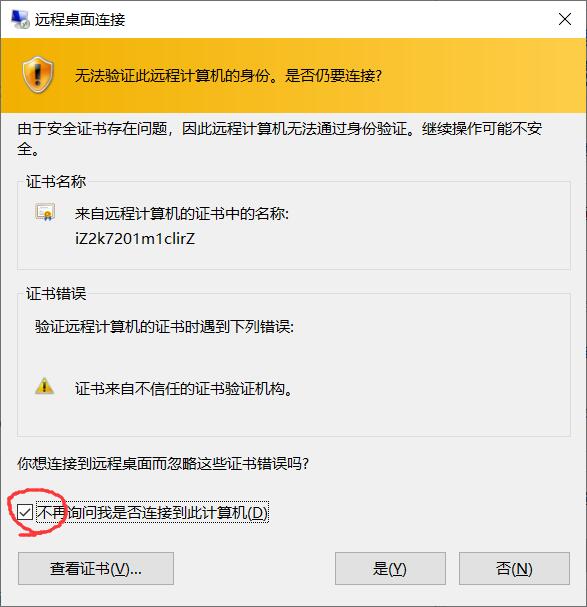 远程桌面连接
无法验证此远程计算机的身份。是否仍要连接?
由于安全证书存在问题，因此远程计算机无法通过身份验证。继续操作可能不安
全。
证书名称
来自远程计算机的证书中的名称:
iZ2k7201m1clirZ
证书错误
验证远程计算机的证书时遇到下列错误:
证书来自不信任的证书验证机构。
你想连接到远程桌面而忽略这些证书错误吗?
不再询问我是否连接到此计算机(D)
查看证书(V)...
是(Y)
否(N)